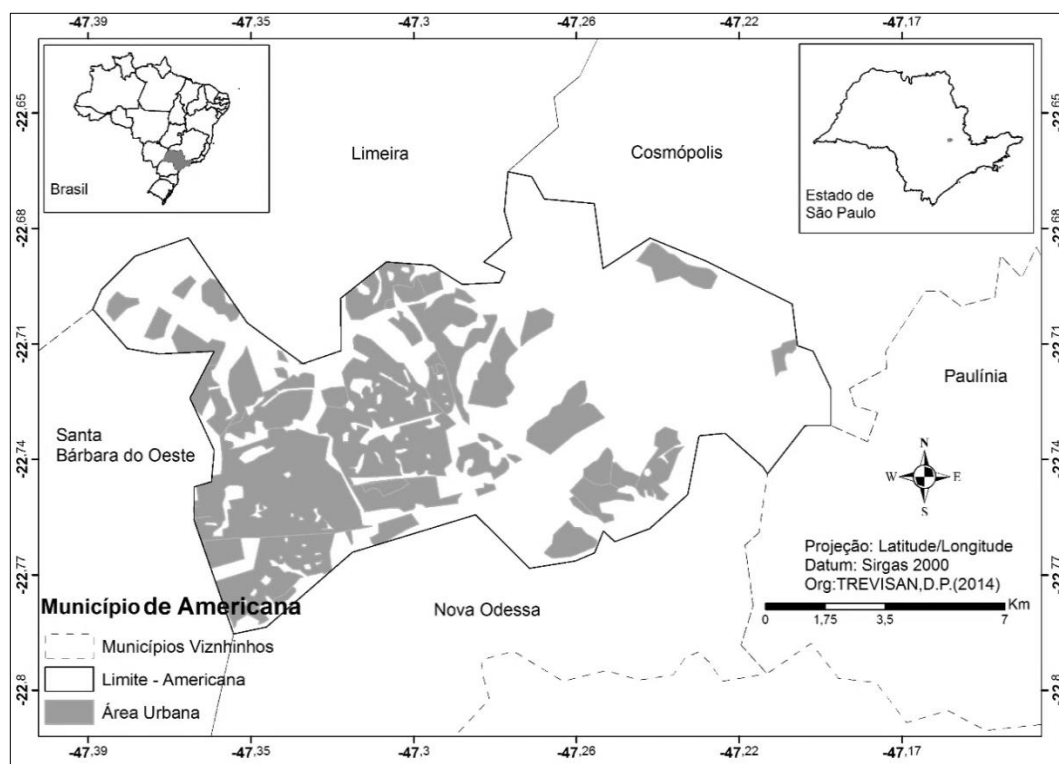 -47,39 -47,35 -47,3 -47,26 -47,22 -47,17
-22,65 -22,65
Brasil
Limeira
Cosmópolis
Estado de
São Paulo
-22,68 -22,68
-22,71 -22,71
Paulínia
Santa
Bárbara do Oeste
-22,74 -22,74
N
W E
S
Projeção: Latitude/Longitude
Datum: Sirgas 2000
Org:TREVISAN,D.P.(2014)
Km
0 1,75 3,5 7
-22,77 -22,77
Nova Odessa
Município de Americana
Municípios Viznhinhos
Limite - Americana
Área Urbana
-22,8 -22,8
-47,39 -47,35 -47,3 -47,26 -47,22 -47,17